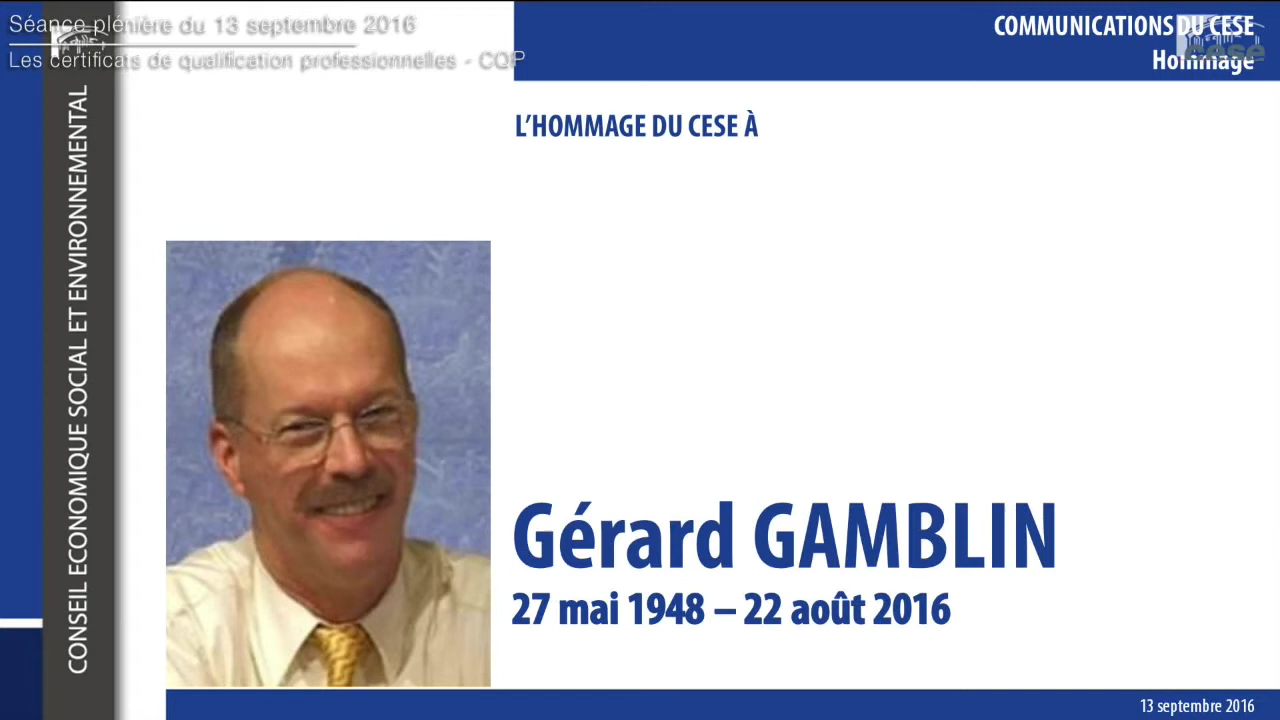 Séance plénière du 13 septembre 2016
Les certificats de qualification professionnelles - CQP
COMMUNICATIONS DU CESE
Hommage
cese
CONSEIL ECONOMIQUE SOCIAL ET ENVIRONNEMENTAL
L'HOMMAGE DU CESE À
Gérard GAMBLIN
27 mai 1948 – 22 août 2016
13 septembre 2016